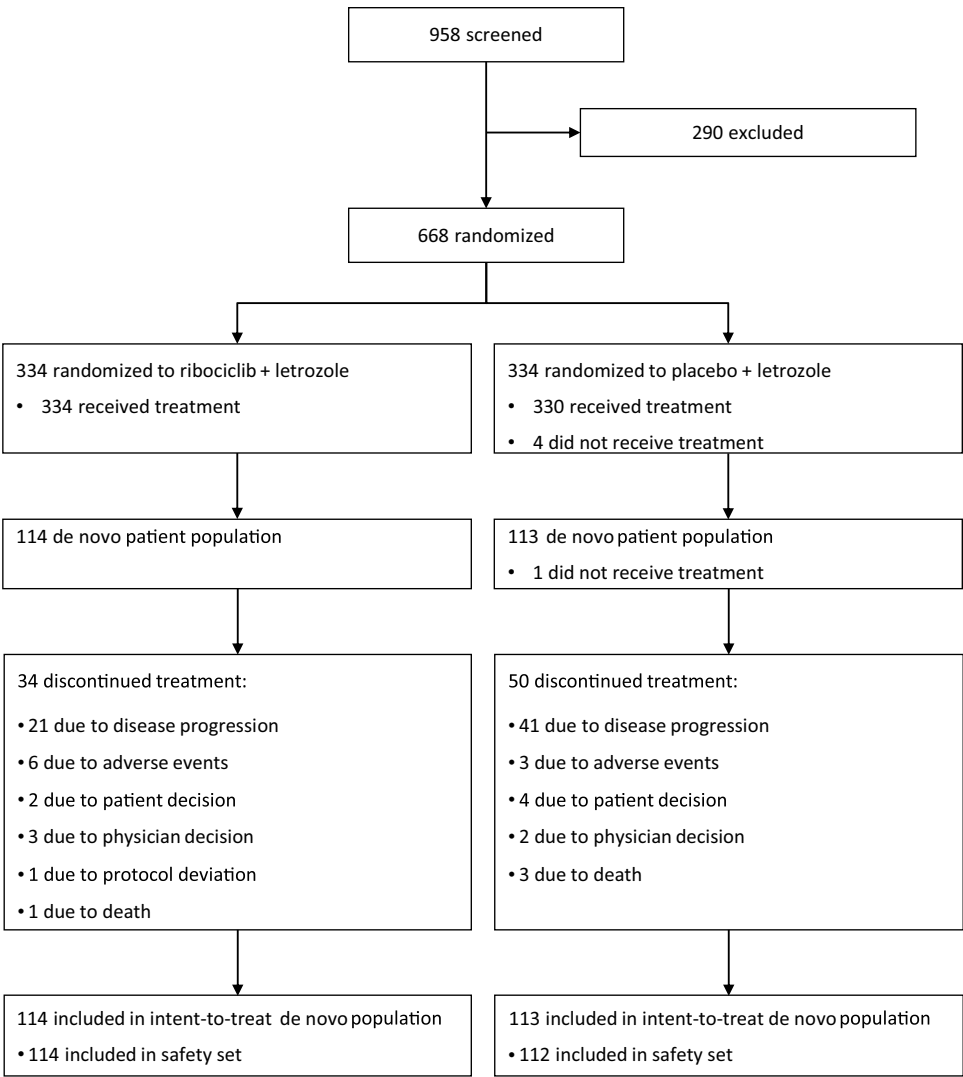 958 screened
290 excluded
668 randomized
334 randomized to ribociclib + letrozole
• 334 received treatment
334 randomized to placebo + letrozole
• 330 received treatment
• 4 did not receive treatment
114 de novo patient population
113 de novo patient population
• 1 did not receive treatment
34 discontinued treatment:
• 21 due to disease progression
• 6 due to adverse events
• 2 due to patient decision
• 3 due to physician decision
• 1 due to protocol deviation
• 1 due to death
50 discontinued treatment:
• 41 due to disease progression
• 3 due to adverse events
• 4 due to patient decision
• 2 due to physician decision
• 3 due to death
114 included in intent-to-treat de novo population
• 114 included in safety set
113 included in intent-to-treat de novo population
• 112 included in safety set